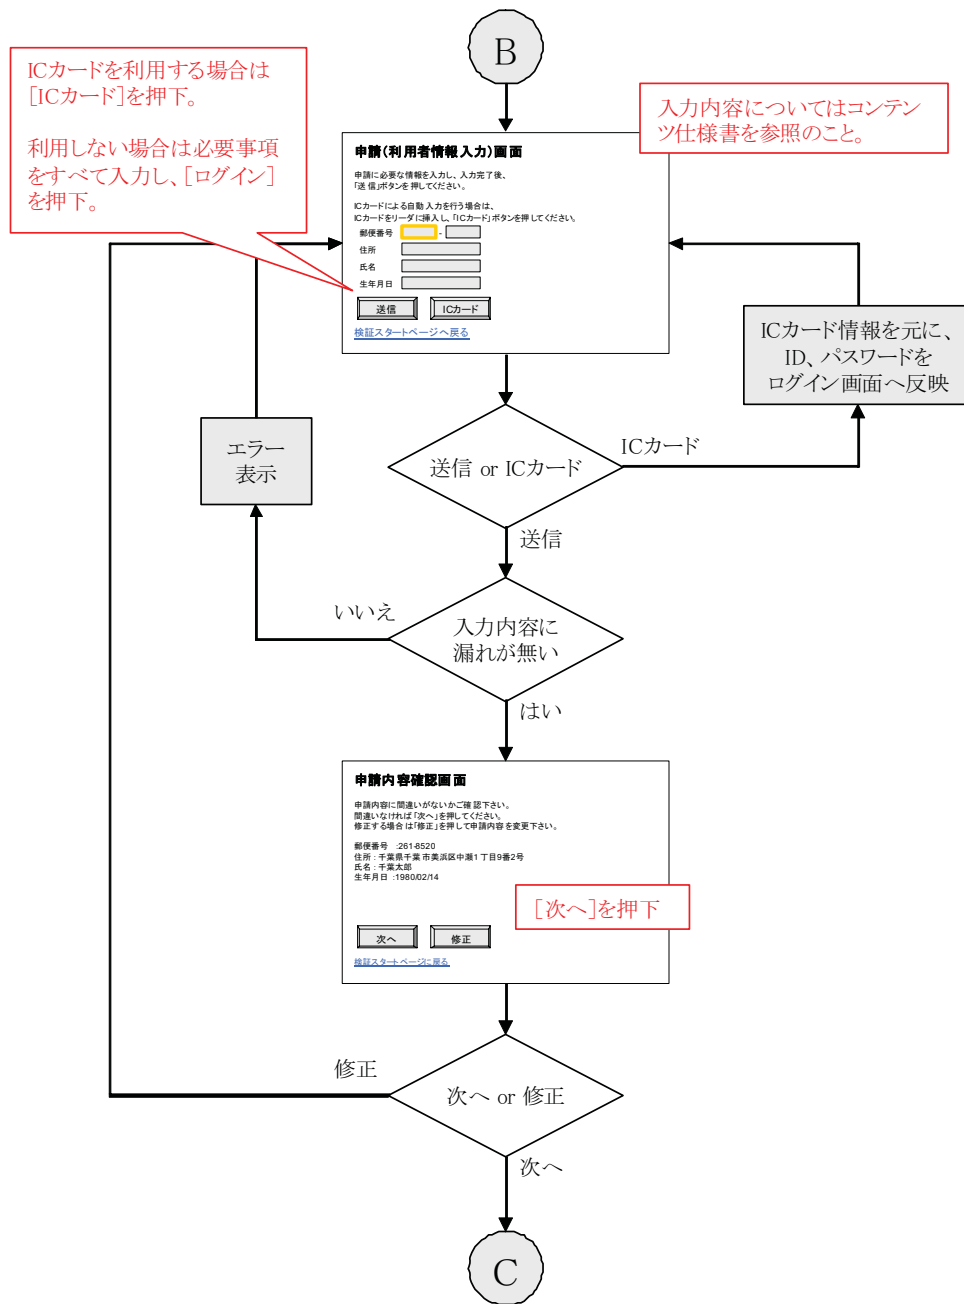 B
ICカードを利用する場合は
[ICカード]を押下。
利用しない場合は必要事項
をすべて入力し、[ログイン]
を押下。
入力内容についてはコンテン
ツ仕様書を参照のこと。
申請(利用者情報入力)画面
申請に必要な情報を入力し、入力完了後、
「送信」ボタンを押してください。
ICカードによる自動入力を行う場合は、
ICカードをリーダに挿入し、「ICカード」ボタンを押してください。
郵便番号 -
住所
氏名
生年月日
送信 ICカード
検証スタートページへ戻る
ICカード情報を元に、
ID、パスワードを
ログイン画面へ反映
エラー
表示
送信 or ICカード
ICカード
送信
いいえ
入力内容に
漏れが無い
はい
申請内容確認画面
申請内容に間違いがないかご確認下さい。
間違いなければ「次へ」を押してください。
修正する場合は「修正」を押して申請内容を変更下さい。
郵便番号 :261-8520
住所:千葉県千葉市美浜区中瀬1丁目9番2号
氏名:千葉太郎
生年月日 :1980/02/14
[次へ]を押下
次へ 修正
検証スタートページに戻る
修正
次へ or 修正
次へ
C